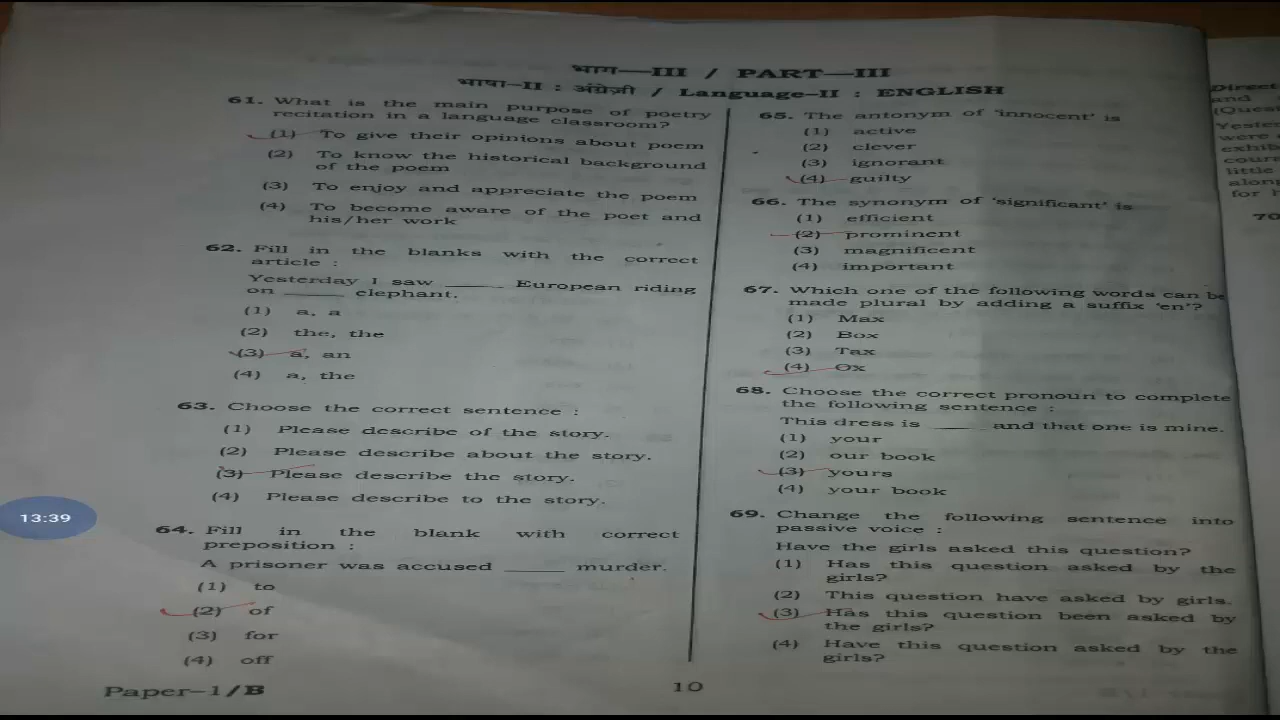 भाग—III / PART—III
भाषा–II : अंग्रेज़ी / Language–II : ENGLISH
61. What is the main purpose of poetry
recitation in a language classroom?
(1) To give their opinions about poem
(2) To know the historical background
of the poem
(3) To enjoy and appreciate the poem
(4) To become aware of the poet and
his/her work
62. Fill in the blanks with the correct
article :
Yesterday I saw _____ European riding
on _____ elephant.
(1) a, a
(2) the, the
(3) a, an
(4) a, the
63. Choose the correct sentence :
(1) Please describe of the story.
(2) Please describe about the story.
(3) Please describe the story.
(4) Please describe to the story.
64. Fill in the blank with correct
preposition :
A prisoner was accused _____ murder.
(1) to
(2) of
(3) for
(4) off
65. The antonym of ‘innocent’ is
(1) active
(2) clever
(3) ignorant
(4) guilty
66. The synonym of ‘significant’ is
(1) efficient
(2) prominent
(3) magnificent
(4) important
67. Which one of the following words can be
made plural by adding a suffix ‘en’?
(1) Max
(2) Box
(3) Tax
(4) Ox
68. Choose the correct pronoun to complete
the following sentence :
This dress is _____ and that one is mine.
(1) your
(2) our book
(3) yours
(4) your book
69. Change the following sentence into
passive voice :
Have the girls asked this question?
(1) Has this question asked by the
girls?
(2) This question have asked by girls.
(3) Has this question been asked by
the girls?
(4) Have this question asked by the
girls?
Paper–1/B
10
13:39
and
were
little
for
70